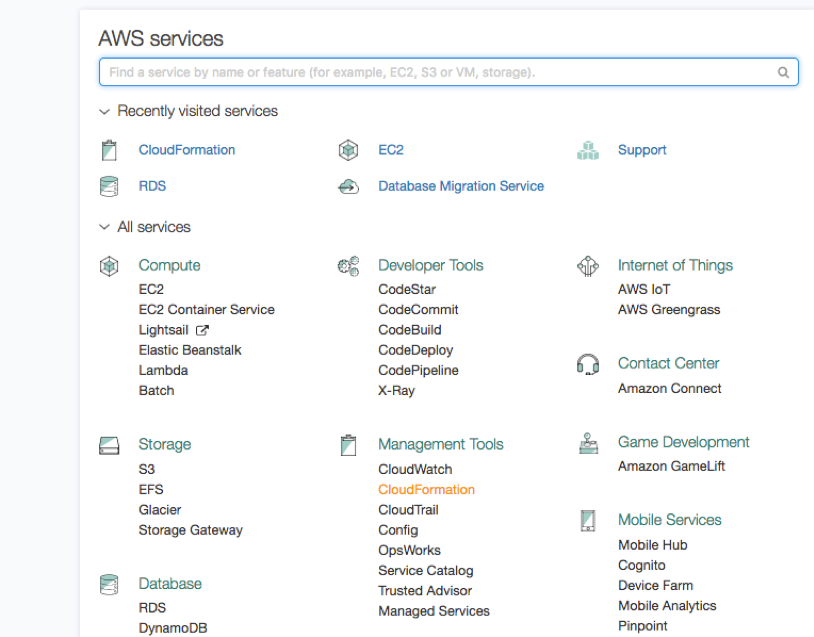 AWS services
Find a service by name or feature (for example, EC2, S3 or VM, storage).
Recently visited services
CloudFormation
EC2
Support
RDS
Database Migration Service
All services
Compute
EC2
EC2 Container Service
Lightsail
Elastic Beanstalk
Lambda
Batch
Storage
S3
EFS
Glacier
Storage Gateway
Database
RDS
DynamoDB
Developer Tools
CodeStar
CodeCommit
CodeBuild
CodeDeploy
CodePipeline
X-Ray
Management Tools
CloudWatch
CloudFormation
CloudTrail
Config
OpsWorks
Service Catalog
Trusted Advisor
Managed Services
Internet of Things
AWS IoT
AWS Greengrass
Contact Center
Amazon Connect
Game Development
Amazon GameLift
Mobile Services
Mobile Hub
Cognito
Device Farm
Mobile Analytics
Pinpoint